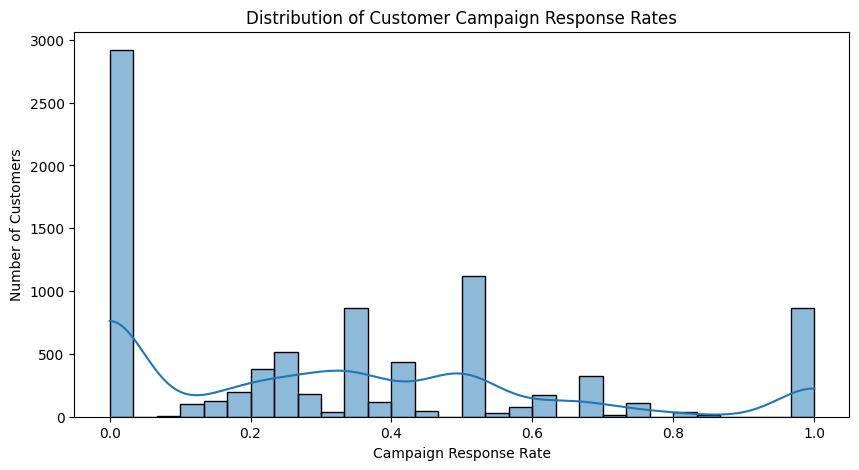 Distribution of Customer Campaign Response Rates
Number of Customers
3000
2500
2000
1500
1000
500
0
0.0 0.2 0.4 0.6 0.8 1.0
Campaign Response Rate